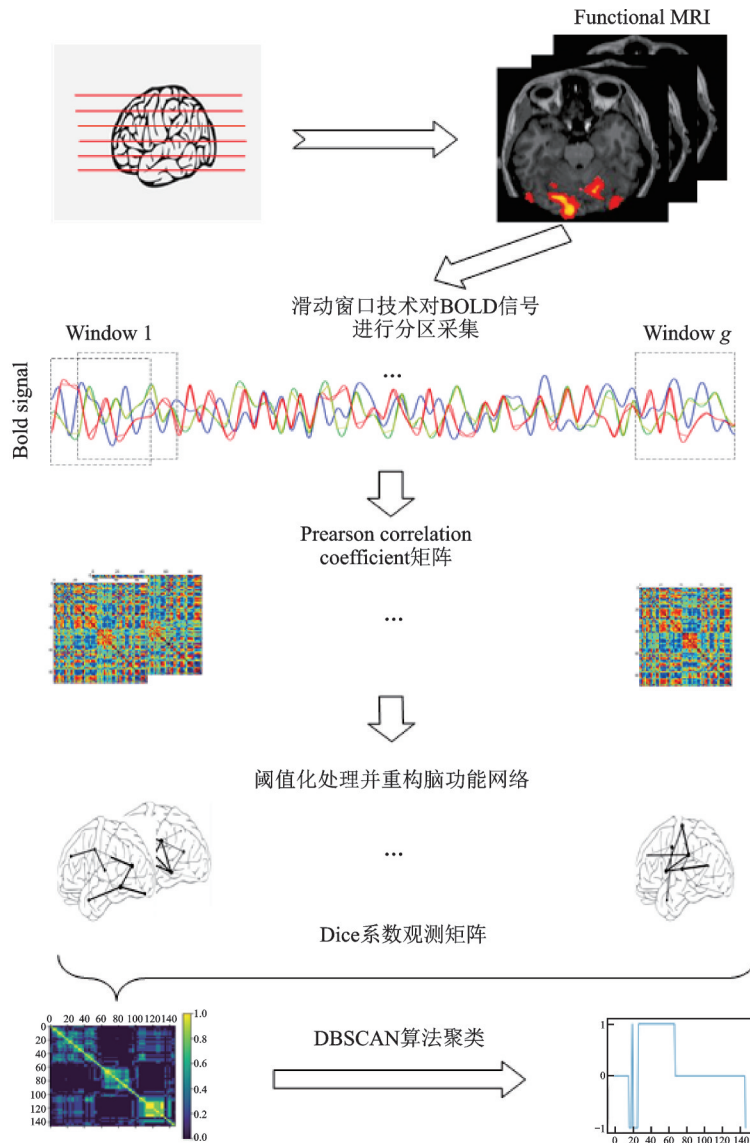 Functional MRI
滑动窗口技术对BOLD信号
进行分区采集
Window 1
Window g
...
Bold signal
Prearson correlation
coefficient矩阵
...
阈值化处理并重构脑功能网络
...
Dice系数观测矩阵
0 20 40 60 80 100 120 140
0
20
40
60
80
100
120
140
1.0
0.8
0.6
0.4
0.2
0.0
DBSCAN算法聚类
1
0
−1
0 20 40 60 80 100 120 140